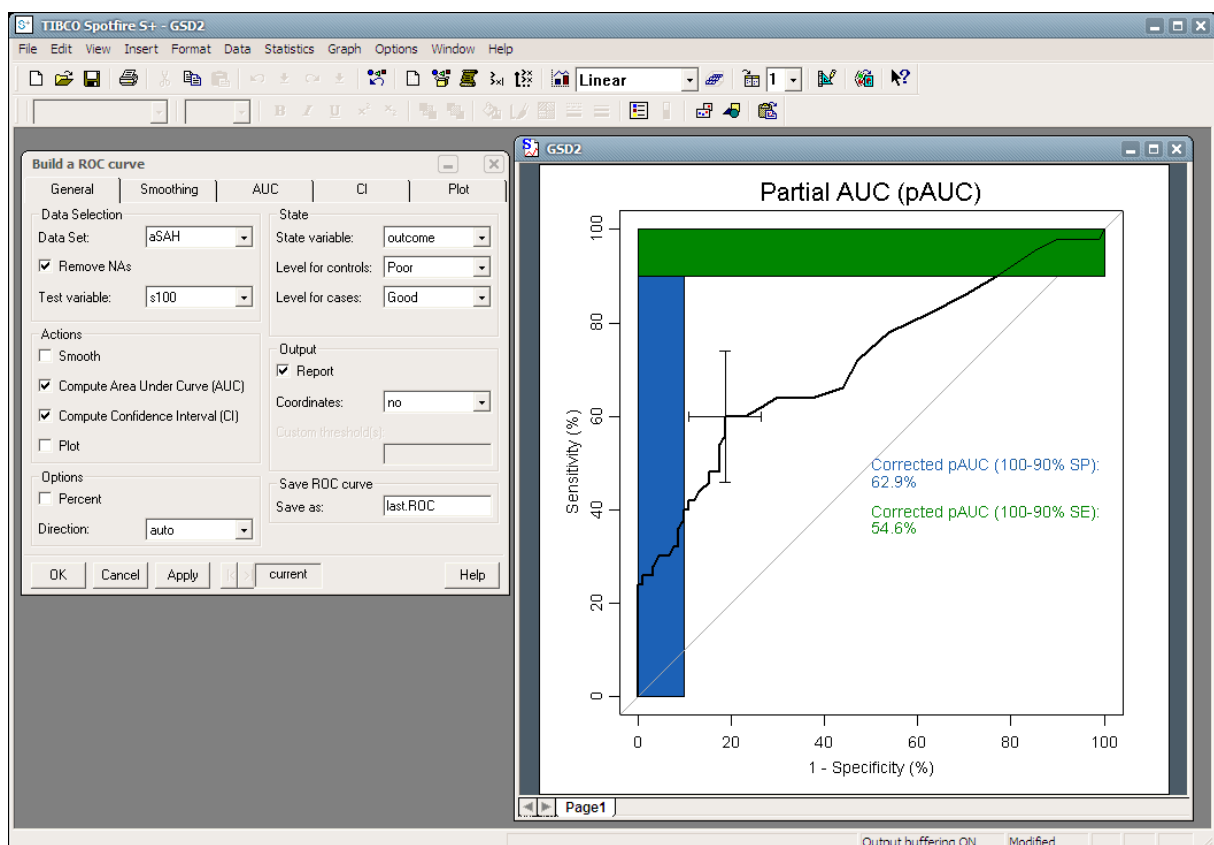 TIBCO Spotfire S+ - GSD2
File Edit View Insert Format Data Statistics Graph Options Window Help
Linear
1
Build a ROC curve
General Smoothing AUC CI Plot
Data Selection
Data Set: aSAH
Remove NAs
Test variable: s100
Actions
Smooth
Compute Area Under Curve (AUC)
Compute Confidence Interval (CI)
Plot
Options
Percent
Direction: auto
State
State variable: outcome
Level for controls: Poor
Level for cases: Good
Output
Report
Coordinates: no
Custom threshold(s)
Save ROC curve
Save as: last.ROC
OK Cancel Apply current Help
GSD2
Partial AUC (pAUC)
Sensitivity (%)
100
80
60
40
20
0
Corrected pAUC (100-90% SP):
62.9%
Corrected pAUC (100-90% SE):
54.6%
0 20 40 60 80 100
1 - Specificity (%)
Page1
Output buffering ON Modified